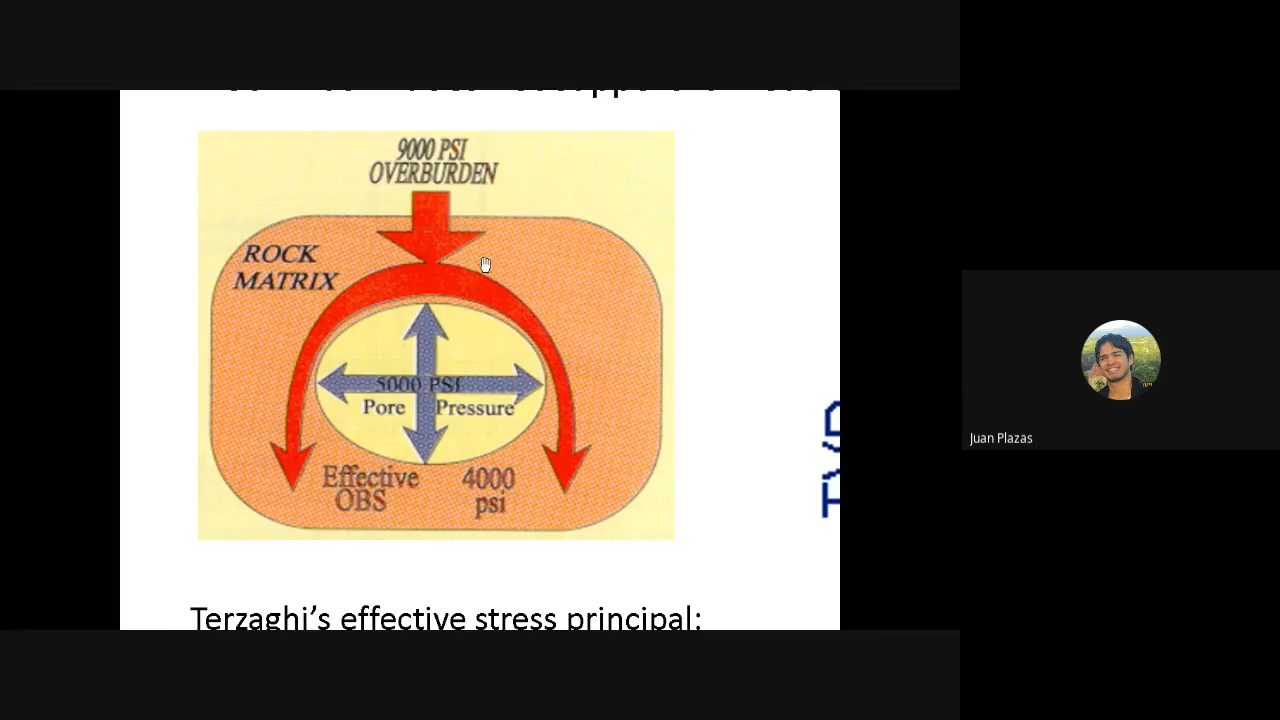 9000 PSI
OVERBURDEN
ROCK
MATRIX
5000 PSI
Pore Pressure
Effective 4000
OBS psi
Terzaghi’s effective stress principal:
Juan Plazas